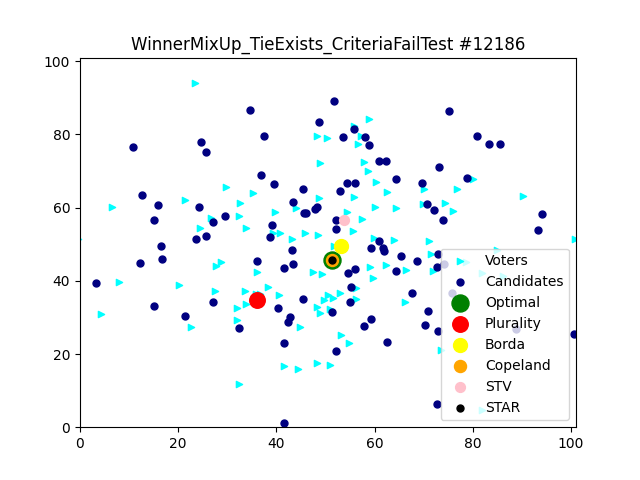 WinnerMixUp_TieExists_CriteriaFailTest #12186
100
80
60
40
20
0
0 20 40 60 80 100
Voters
Candidates
Optimal
Plurality
Borda
Copeland
STV
STAR